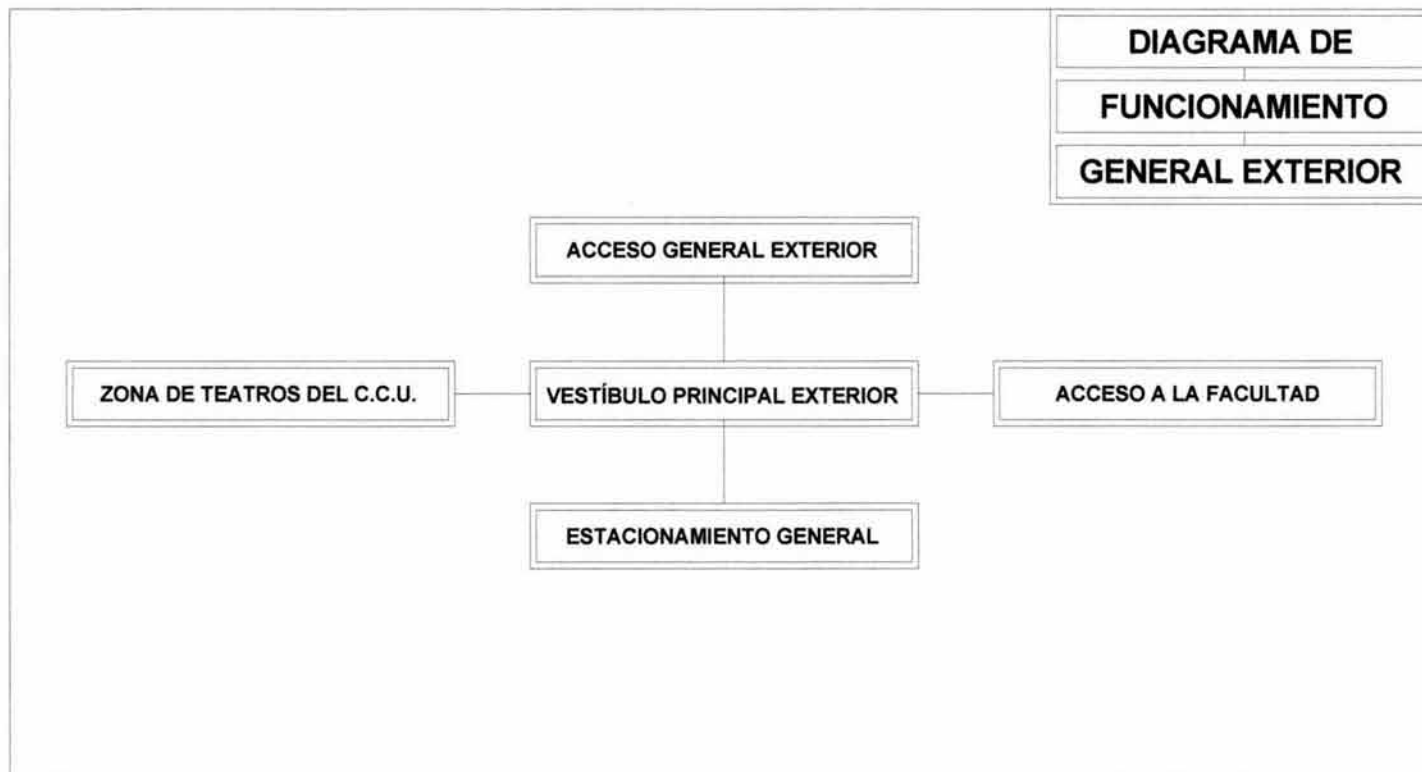 DIAGRAMA DE
FUNCIONAMIENTO
GENERAL EXTERIOR
ACCESO GENERAL EXTERIOR
ZONA DE TEATROS DEL C.C.U.
VESTÍBULO PRINCIPAL EXTERIOR
ACCESO A LA FACULTAD
ESTACIONAMIENTO GENERAL